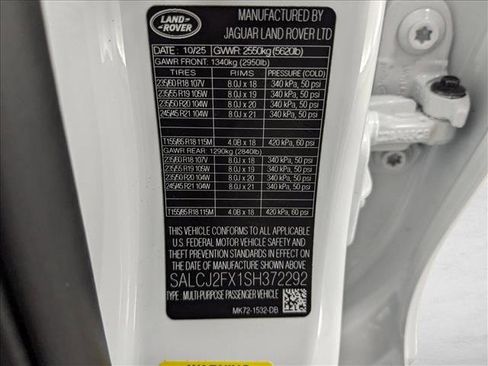 LAND-
ROVER
MANUFACTURED BY
JAGUAR LAND ROVER LTD
DATE : 10/25 GVWR: 2550kg (5620lb)
GAWR FRONT: 1340kg (2950lb)
TIRES RIMS PRESSURE (COLD)
235/60 R18 107V 8.0J x 18 340 kPa, 50 psi
235/55 R19 105W 8.0J x 19 340 kPa, 50 psi
235/50 R20 104W 8.0J x 20 340 kPa, 50 psi
245/45 R21 104W 8.0J x 21 340 kPa, 50 psi
T155/85 R18 115M 4.0B x 18 420 kPa, 60 psi
GAWR REAR: 1290kg (2840lb)
235/60 R18 107V 8.0J x 18 340 kPa, 50 psi
235/55 R19 105W 8.0J x 19 340 kPa, 50 psi
235/50 R20 104W 8.0J x 20 340 kPa, 50 psi
245/45 R21 104W 8.0J x 21 340 kPa, 50 psi
T155/85 R18 115M 4.0B x 18 420 kPa, 60 psi
THIS VEHICLE CONFORMS TO ALL APPLICABLE
U.S. FEDERAL MOTOR VEHICLE SAFETY AND THEFT
PREVENTION STANDARDS IN EFFECT ON THE
DATE OF MANUFACTURE SHOWN ABOVE.
SALCJ2FX1SH372292
TYPE: MULTI-PURPOSE PASSENGER VEHICLE
MK72-1532-DB